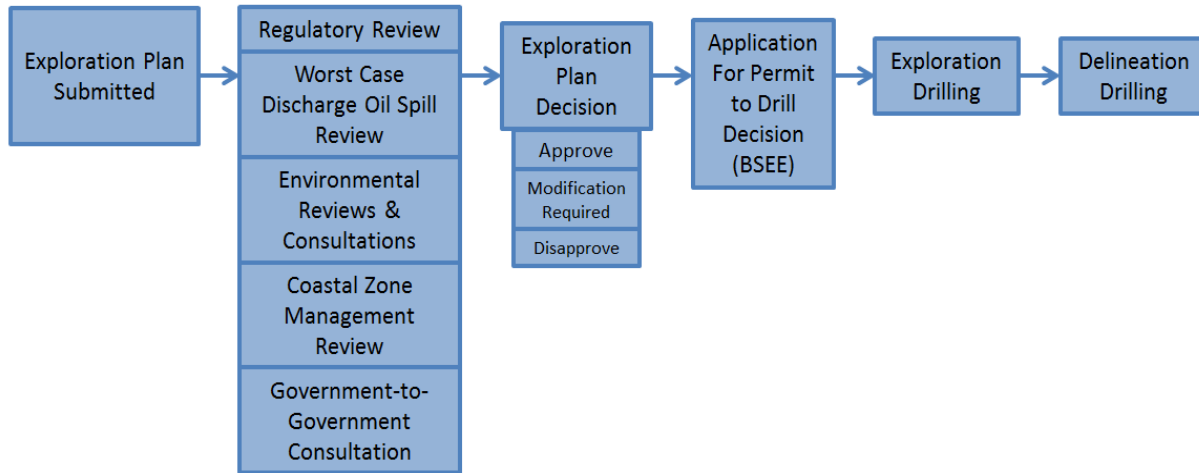 Exploration Plan
Submitted
Regulatory Review
Worst Case
Discharge Oil Spill
Review
Environmental
Reviews &
Consultations
Coastal Zone
Management
Review
Government-to-
Government
Consultation
Exploration
Plan
Decision
Approve
Modification
Required
Disapprove
Application
For Permit
to Drill
Decision
(BSEE)
Exploration
Drilling
Delineation
Drilling